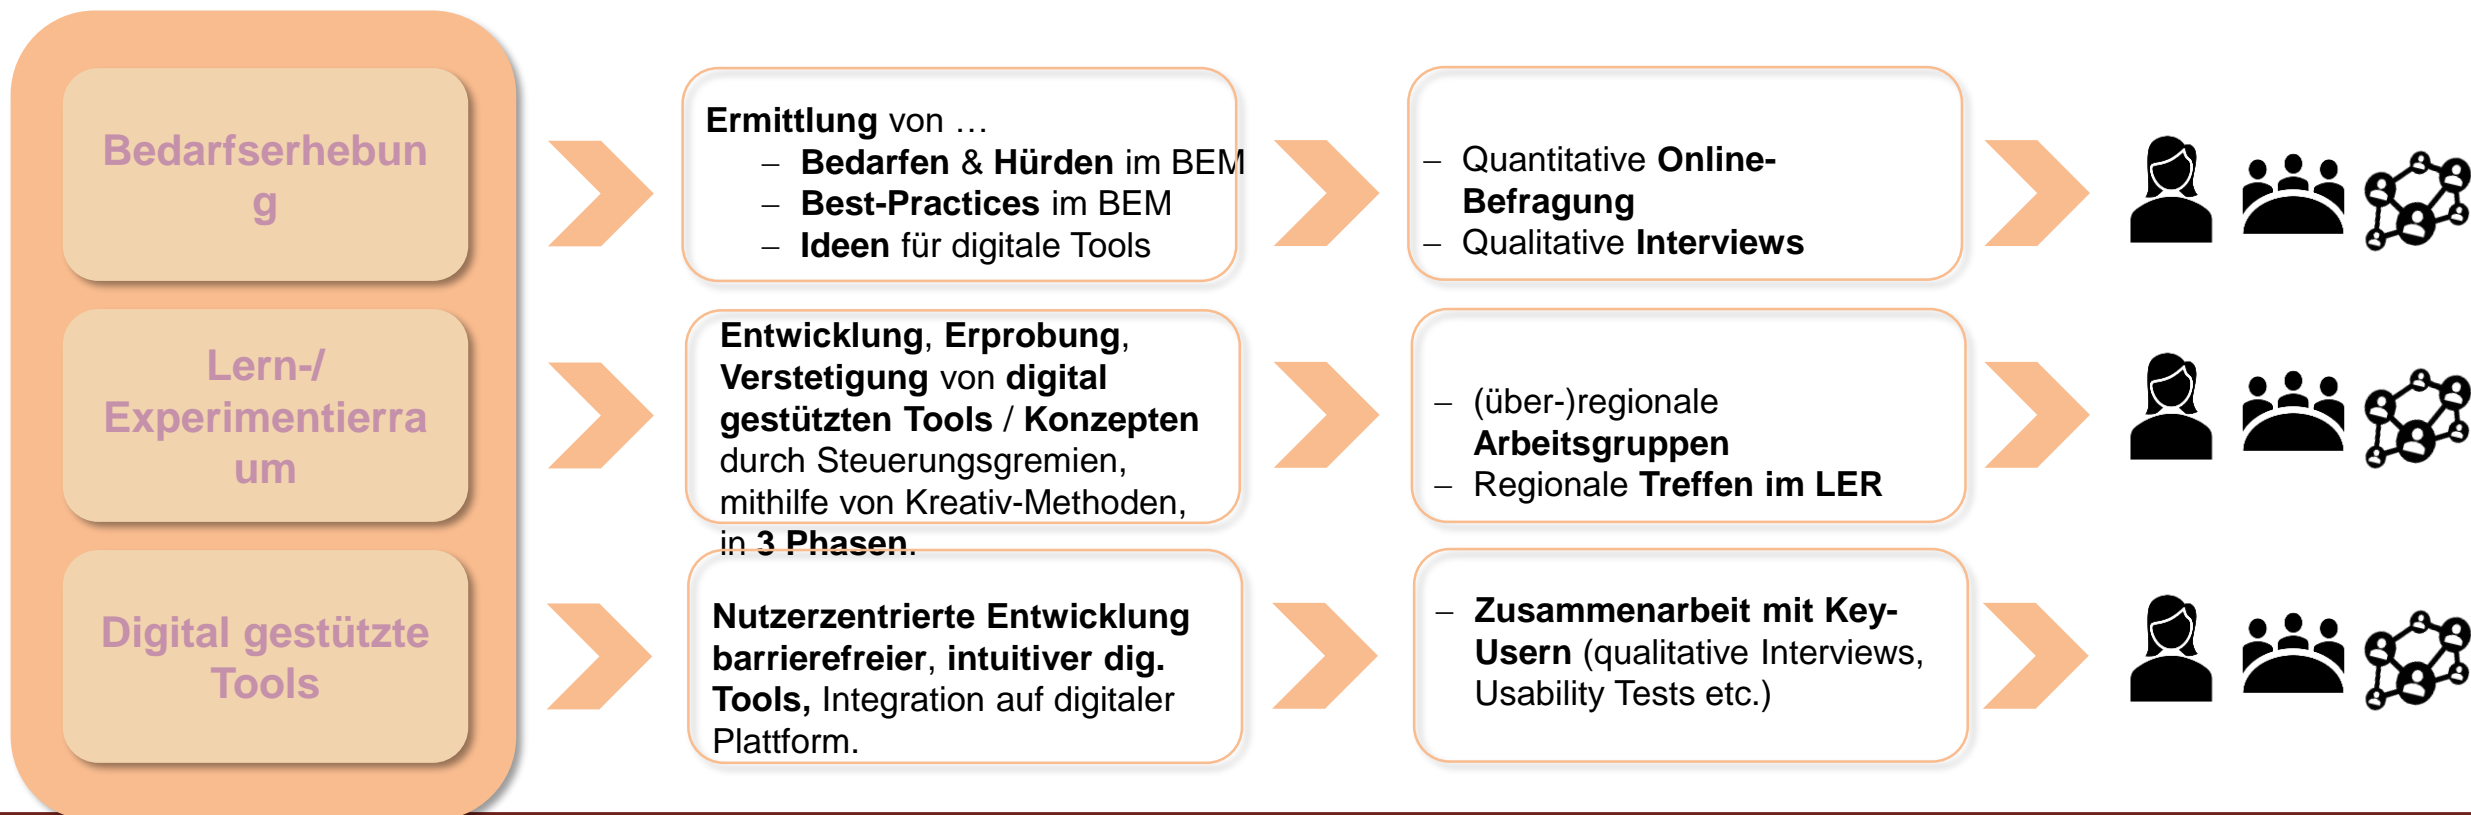 Bedarfserhebun
g
Ermittlung von …
– Bedarfen & Hürden im BEM
– Best-Practices im BEM
– Ideen für digitale Tools
– Quantitative Online-
Befragung
– Qualitative Interviews
Lern-/
Experimentierra
um
Entwicklung, Erprobung,
Verstetigung von digital
gestützten Tools / Konzepten
durch Steuerungsgremien,
mithilfe von Kreativ-Methoden,
in 3 Phasen.
– (über-)regionale
Arbeitsgruppen
– Regionale Treffen im LER
Digital gestützte
Tools
Nutzerzentrierte Entwicklung
barrierefreier, intuitiver dig.
Tools, Integration auf digitaler
Plattform.
– Zusammenarbeit mit Key-
Usern (qualitative Interviews,
Usability Tests etc.)